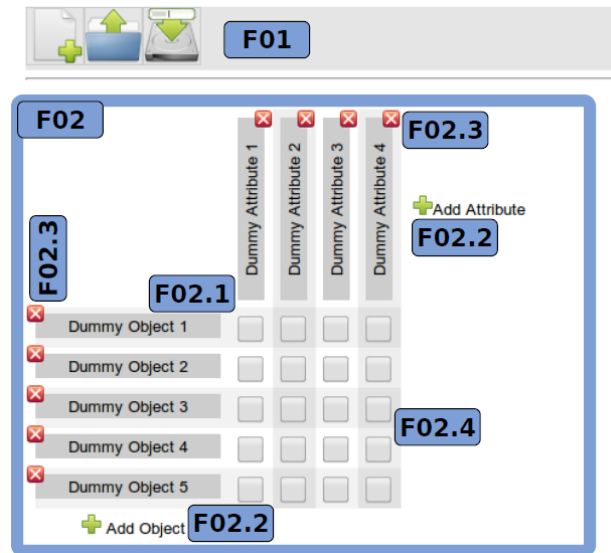 F01
F02
F02.3
Dummy Attribute 1
Dummy Attribute 2
Dummy Attribute 3
Dummy Attribute 4
Add Attribute
F02.2
F02.3
F02.1
Dummy Object 1
Dummy Object 2
Dummy Object 3
F02.4
Dummy Object 4
Dummy Object 5
Add Object
F02.2